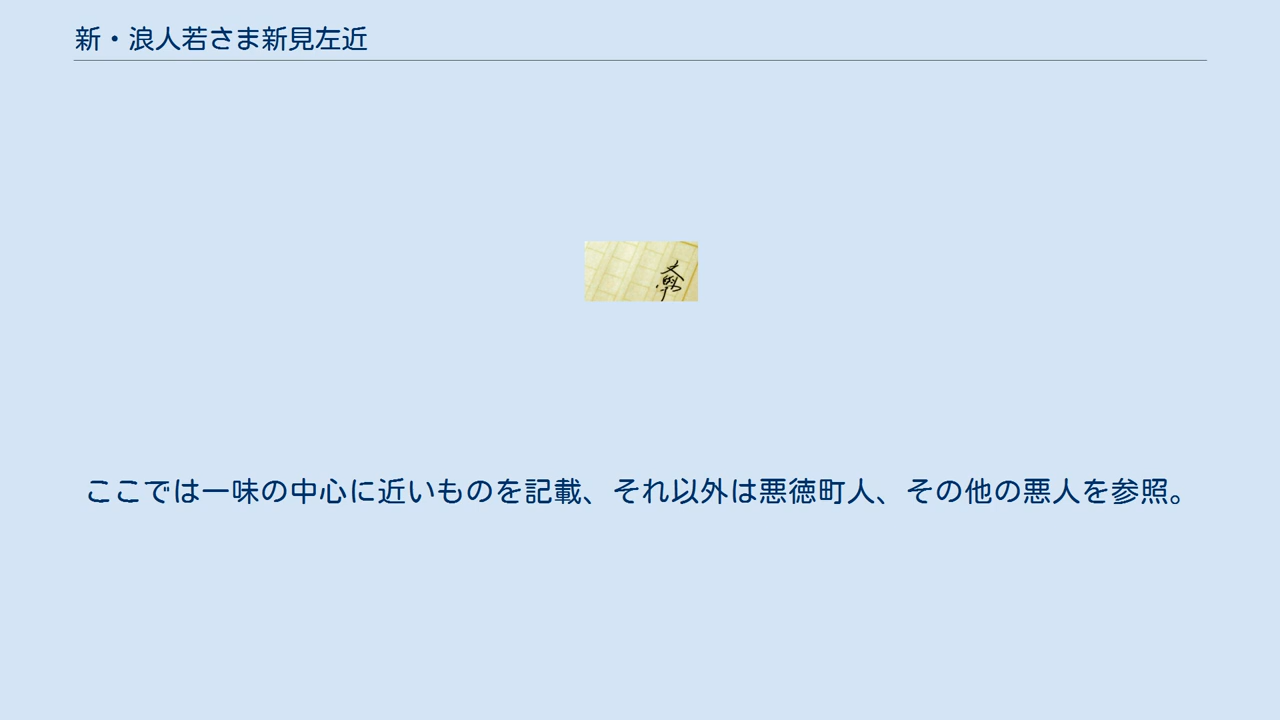 新・浪人若さま新見左近
ここでは一味の中心に近いものを記載、それ以外は悪徳町人、その他の悪人を参照。